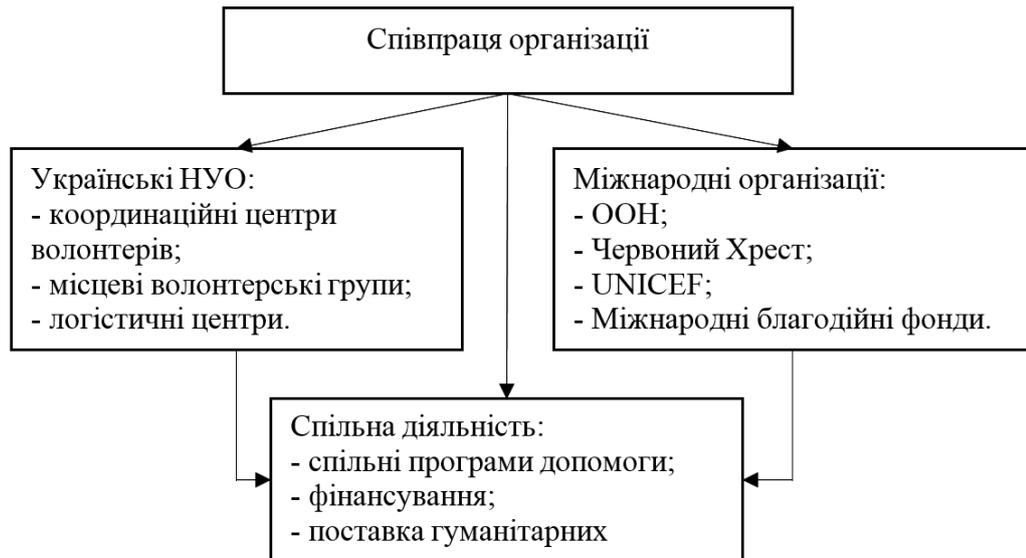 Співпраця організації
Українські НУО:
- координаційні центри
волонтерів;
- місцеві волонтерські групи;
- логістичні центри.
Міжнародні організації:
- ООН;
- Червоний Хрест;
- UNICEF;
- Міжнародні благодійні фонди.
Спільна діяльність:
- спільні програми допомоги;
- фінансування;
- поставка гуманітарних